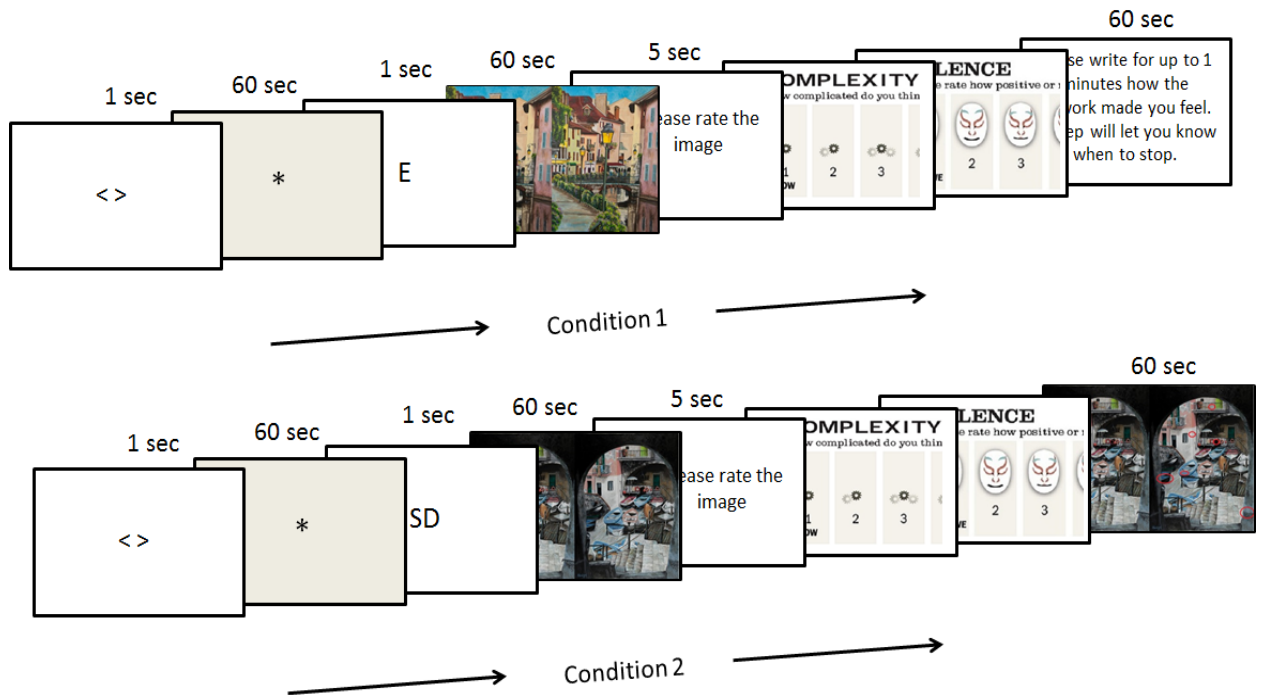 60 sec
5 sec
60 sec
1 sec
60 sec
1 sec
< >
*
E
ease rate the
image
OMPLEXITY
w complicated do you thin
1
2
3
OW
LENCE
e rate how positive or
2
3
VE
se write for up to 1
minutes how the
work made you feel.
ep will let you know
when to stop.
Condition 1
60 sec
5 sec
60 sec
1 sec
60 sec
1 sec
< >
*
SD
ease rate the
image
OMPLEXITY
w complicated do you thin
1
2
3
OW
LENCE
e rate how positive or
2
3
VE
Condition 2